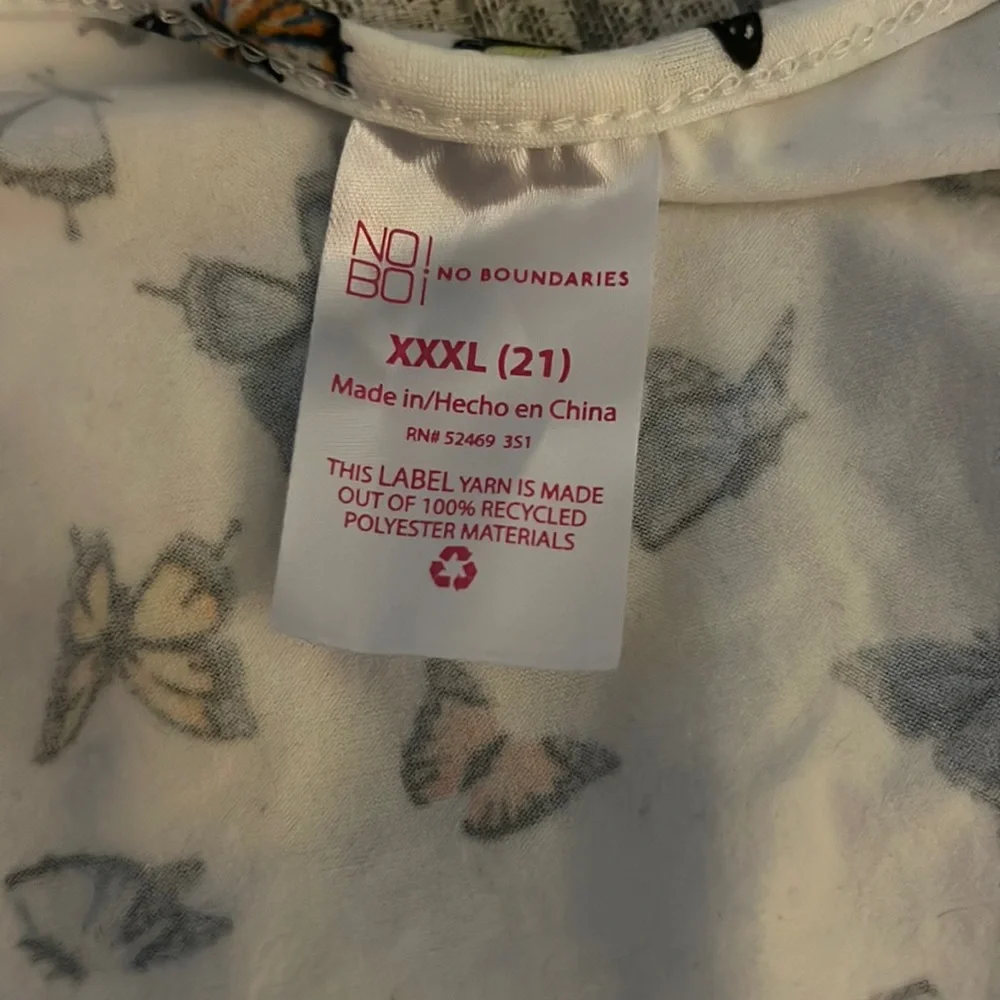 NO
BO
NO BOUNDARIES
XXXL (21)
Made in/Hecho en China
RN# 52469 3S1
THIS LABEL YARN IS MADE
OUT OF 100% RECYCLED
POLYESTER MATERIALS